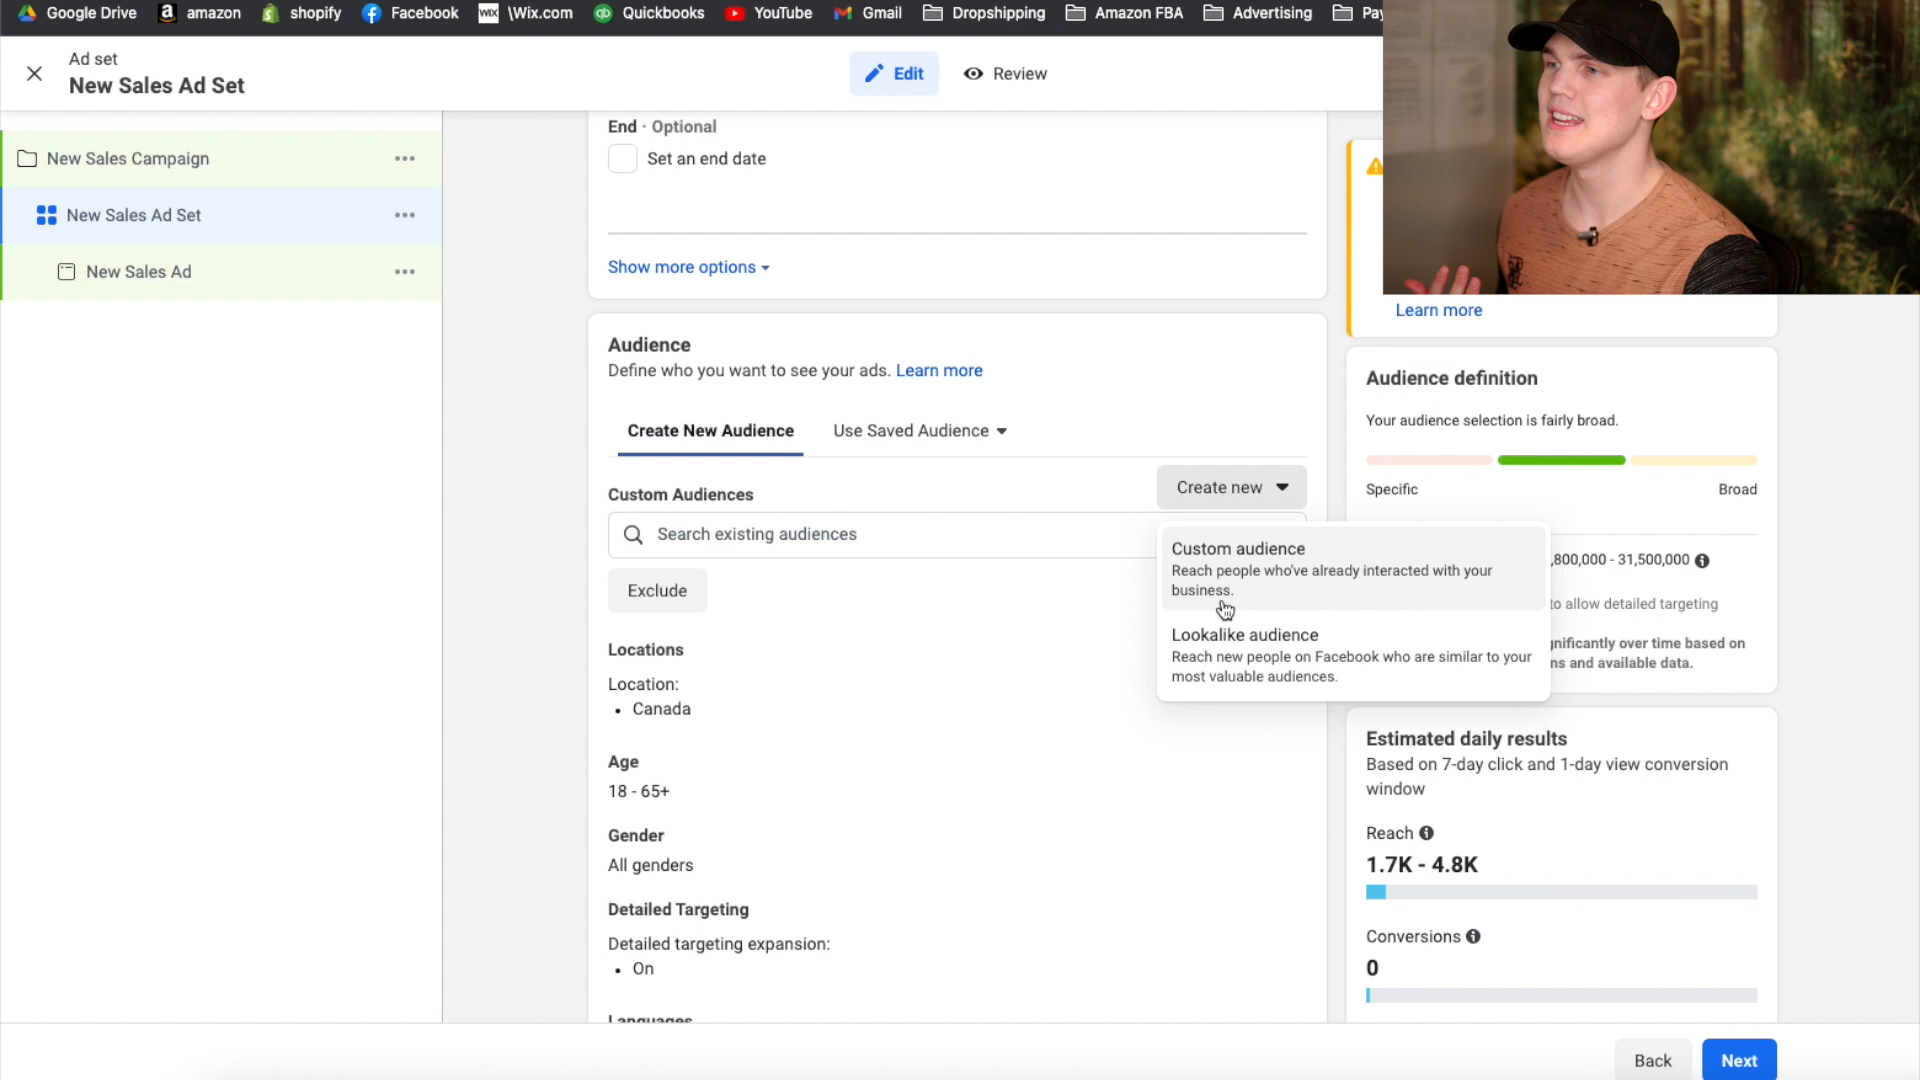 Google Drive
amazon
shopify
Facebook
WIX \Wix.com
qb Quickbooks
YouTube
Gmail
Dropshipping
Amazon FBA
Advertising
Ad set
New Sales Ad Set
Edit
Review
New Sales Campaign
New Sales Ad Set
New Sales Ad
End · Optional
Set an end date
Show more options
Audience
Define who you want to see your ads. Learn more
Create New Audience
Use Saved Audience
Custom Audiences
Create new
Search existing audiences
Exclude
Custom audience
Reach people who've already interacted with your
business.
Lookalike audience
Reach new people on Facebook who are similar to your
most valuable audiences.
Locations
Location:
• Canada
Age
18 - 65+
Gender
All genders
Detailed Targeting
Detailed targeting expansion:
• On
Languages
Learn more
Audience definition
Your audience selection is fairly broad.
Specific
Broad
,800,000 - 31,500,000
to allow detailed targeting
gnificantly over time based on
ns and available data.
Estimated daily results
Based on 7-day click and 1-day view conversion
window
Reach
1.7K - 4.8K
Conversions
0
Back
Next